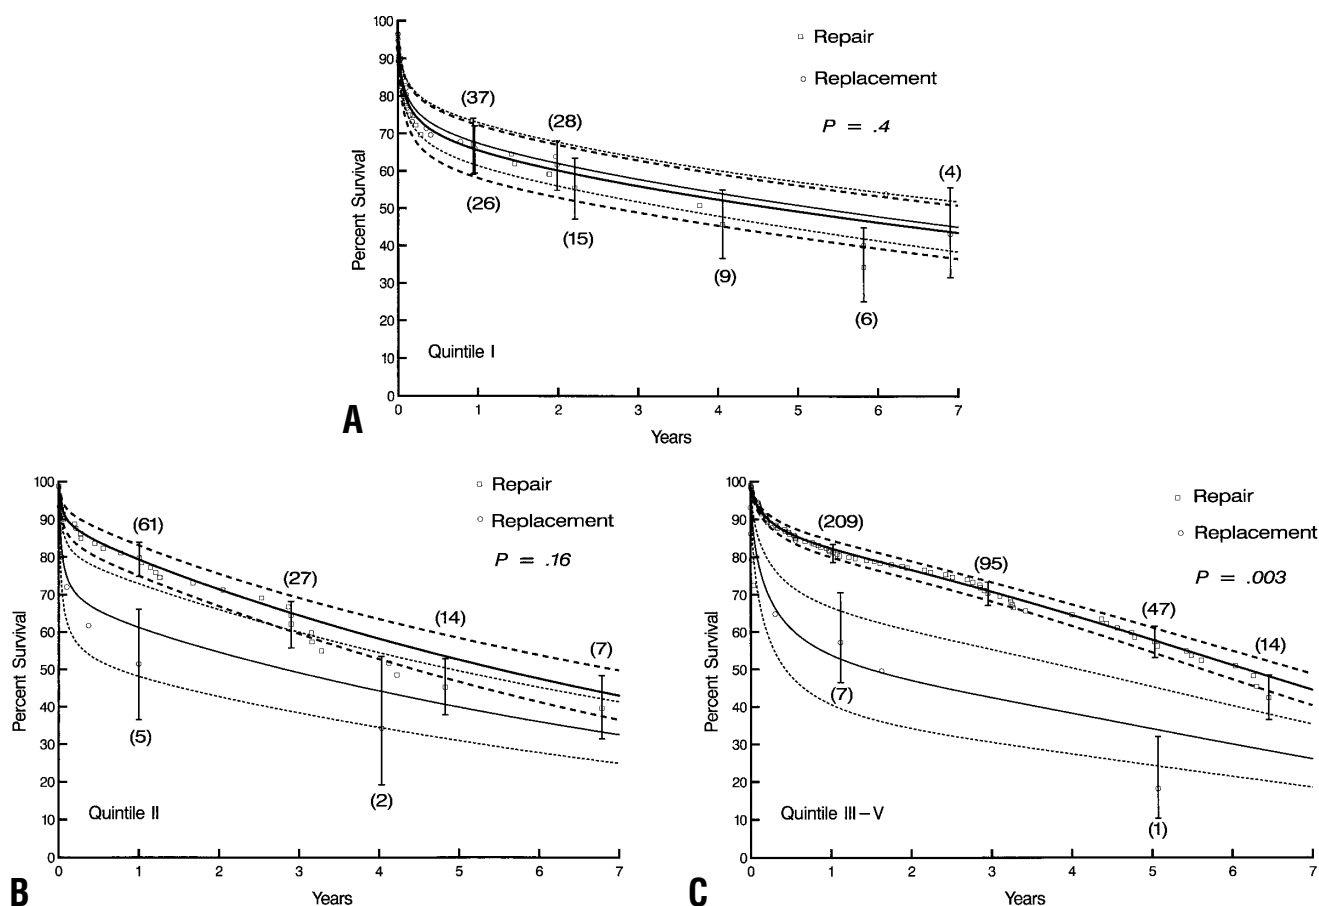 100
90
80
70
60
50
40
30
20
10
0
Percent Survival
Repair
Replacement
P = .4
(37)
(28)
(4)
(26)
(15)
(9)
(6)
Quintile I
0 1 2 3 4 5 6 7
Years
A
100
90
80
70
60
50
40
30
20
10
0
Percent Survival
Repair
Replacement
P = .16
(61)
(27)
(14)
(7)
(5)
(2)
Quintile II
0 1 2 3 4 5 6 7
Years
B
100
90
80
70
60
50
40
30
20
10
0
Percent Survival
Repair
Replacement
P = .003
(209)
(95)
(47)
(14)
(7)
(1)
Quintile III – V
0 1 2 3 4 5 6 7
Years
C